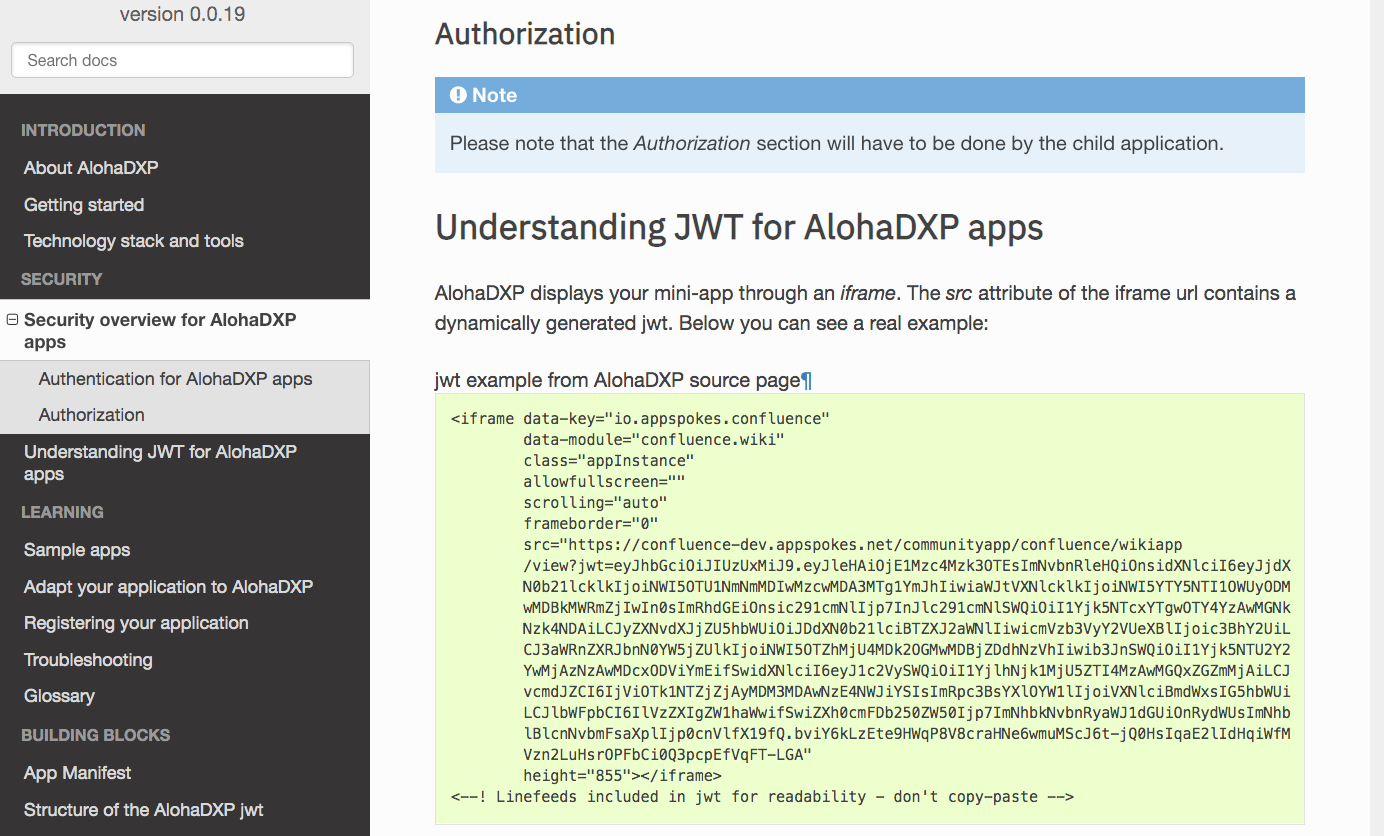 version 0.0.19
Search docs
INTRODUCTION
About AlohaDXP
Getting started
Technology stack and tools
SECURITY
Security overview for AlohaDXP
apps
Authentication for AlohaDXP apps
Authorization
Understanding JWT for AlohaDXP
apps
LEARNING
Sample apps
Adapt your application to AlohaDXP
Registering your application
Troubleshooting
Glossary
BUILDING BLOCKS
App Manifest
Structure of the AlohaDXP jwt
Authorization
Note
Please note that the Authorization section will have to be done by the child application.
Understanding JWT for AlohaDXP apps
AlohaDXP displays your mini-app through an iframe. The src attribute of the iframe url contains a
dynamically generated jwt. Below you can see a real example:
jwt example from AlohaDXP source page¶
<iframe data-key="io.appspokes.confluence"
data-module="confluence.wiki"
class="appInstance"
allowfullscreen=""
scrolling="auto"
frameborder="0"
src="https://confluence-dev.appspokes.net/communityapp/confluence/wikiapp
/view?jwt=eyJhbGciOiJIUzUxMiJ9.eyJleHAiOjE1Mzc4Mzk3OTEsImNvbnRleHQiOnsidXNlciI6eyJjdX
N0b21lcklkIjoiNWI5OTU1NmNmMDIwMzcwMDA3MTg1YmJhIiwiaWJtVXNlcklkIjoiNWI5YTY5NTI1OWUyODM
wMDBkMWRmZjIwIn0sImRhdGEiOnsic291cmNlIjp7InJlc291cmNlSWQiOiI1Yjk5NTcxYTgwOTY4YzAwMGNk
Nzk4NDAiLCJyZXNvdXJjZU5hbWUiOiJDdXN0b21lciBTZXJ2aWNlIiwicmVzb3VyY2VUeXBlIjoic3BhY2UiL
CJ3aWRnZXRJbnN0YW5jZUlkIjoiNWI5OTZhMjU4MDk2OGMwMDBjZDdhNzVhIiwib3JnSWQiOiI1Yjk5NTU2Y2
YwMjAzNzAwMDcxODViYmEifSwidXNlciI6eyJ1c2VySWQiOiI1YjlhNjk1MjU5ZTI4MzAwMGQxZGZmMjAiLCJ
vcmdJZCI6IjViOTk1NTZjZjAyMDM3MDAwNzE4NWJiYSIsImRpc3BsYXlOYW1lIjoiVXNlciBmdWxsIG5hbWUi
LCJlbWFpbCI6IlVzZXIgZW1haWwifSwiZXh0cmFDb250ZW50Ijp7ImNhbkNvbnRyaWJ1dGUiOnRydWUsImNhb
lBlcnNvbmFsaXplIjp0cnVlfX19fQ.bviY6kLzEte9HWqP8V8craHNe6wmuMScJ6t-jQ0HsIqaE2lIdHqiWfM
Vzn2LuHsrOPFbCi0Q3pcpEfVqFT-LGA"
height="855"></iframe>
<--! Linefeeds included in jwt for readability - don't copy-paste -->